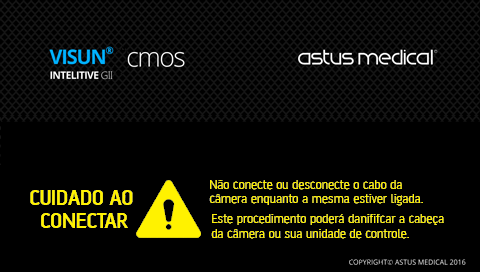 VISUN® cmos
INTELITIVE GII
astus medical®
CUIDADO AO
CONECTAR
Não conecte ou desconecte o cabo da
câmera enquanto a mesma estiver ligada.
Este procedimento poderá danififcar a cabeça
da câmera ou sua unidade de controle.
COPYRIGHT© ASTUS MEDICAL 2016